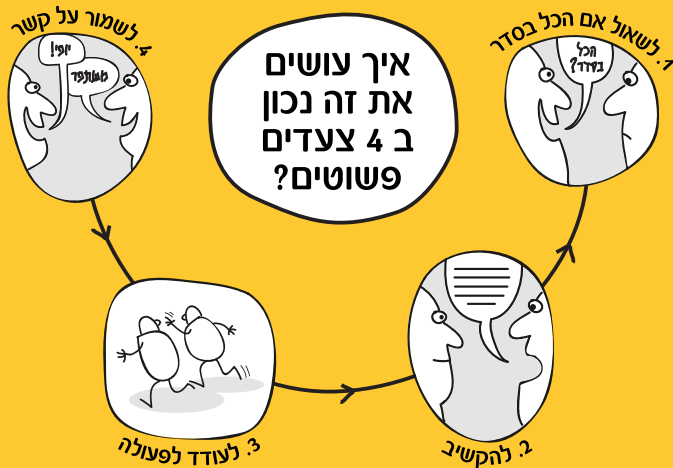 איך עושים
את זה נכון
ב 4 צעדים
פשוטים?
1. לשאול אם הכל בסדר
הכל
בסדר?
2. להקשיב
3. לעודד לפעולה
4. לשמור על קשר
יופי!
משתפר